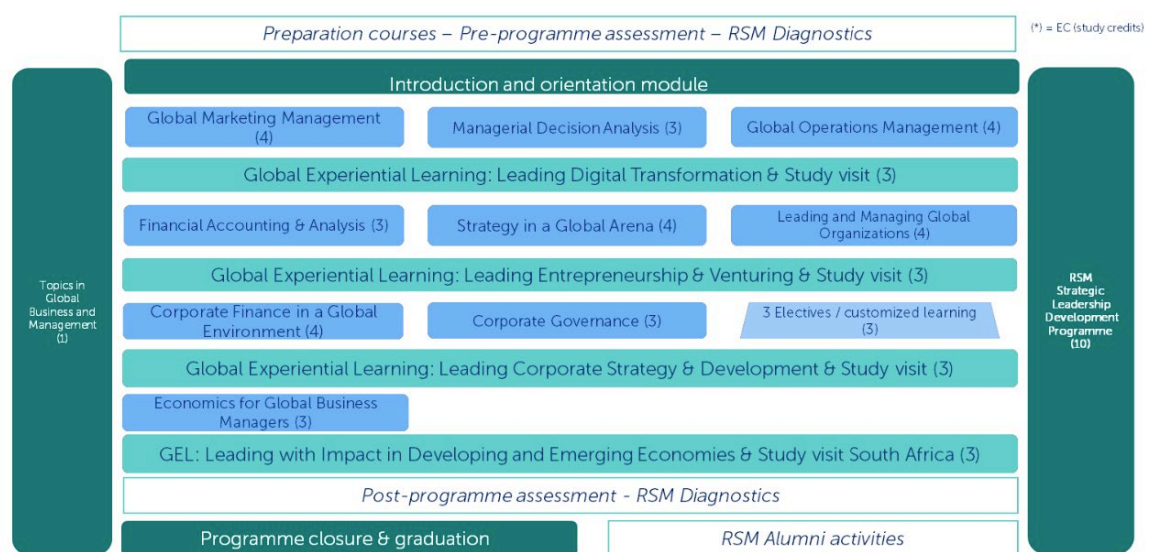 Preparation courses – Pre-programme assessment – RSM Diagnostics
(*) = EC (study credits)
Introduction and orientation module
Global Marketing Management
(4)
Managerial Decision Analysis (3)
Global Operations Management (4)
Global Experiential Learning: Leading Digital Transformation & Study visit (3)
Financial Accounting & Analysis (3)
Strategy in a Global Arena (4)
Leading and Managing Global
Organizations (4)
Global Experiential Learning: Leading Entrepreneurship & Venturing & Study visit (3)
Topics in
Global
Business and
Management
(1)
RSM
Strategic
Leadership
Development
Programme
(10)
Corporate Finance in a Global
Environment (4)
Corporate Governance (3)
3 Electives / customized learning
(3)
Global Experiential Learning: Leading Corporate Strategy & Development & Study visit (3)
Economics for Global Business
Managers (3)
GEL: Leading with Impact in Developing and Emerging Economies & Study visit South Africa (3)
Post-programme assessment - RSM Diagnostics
Programme closure & graduation
RSM Alumni activities